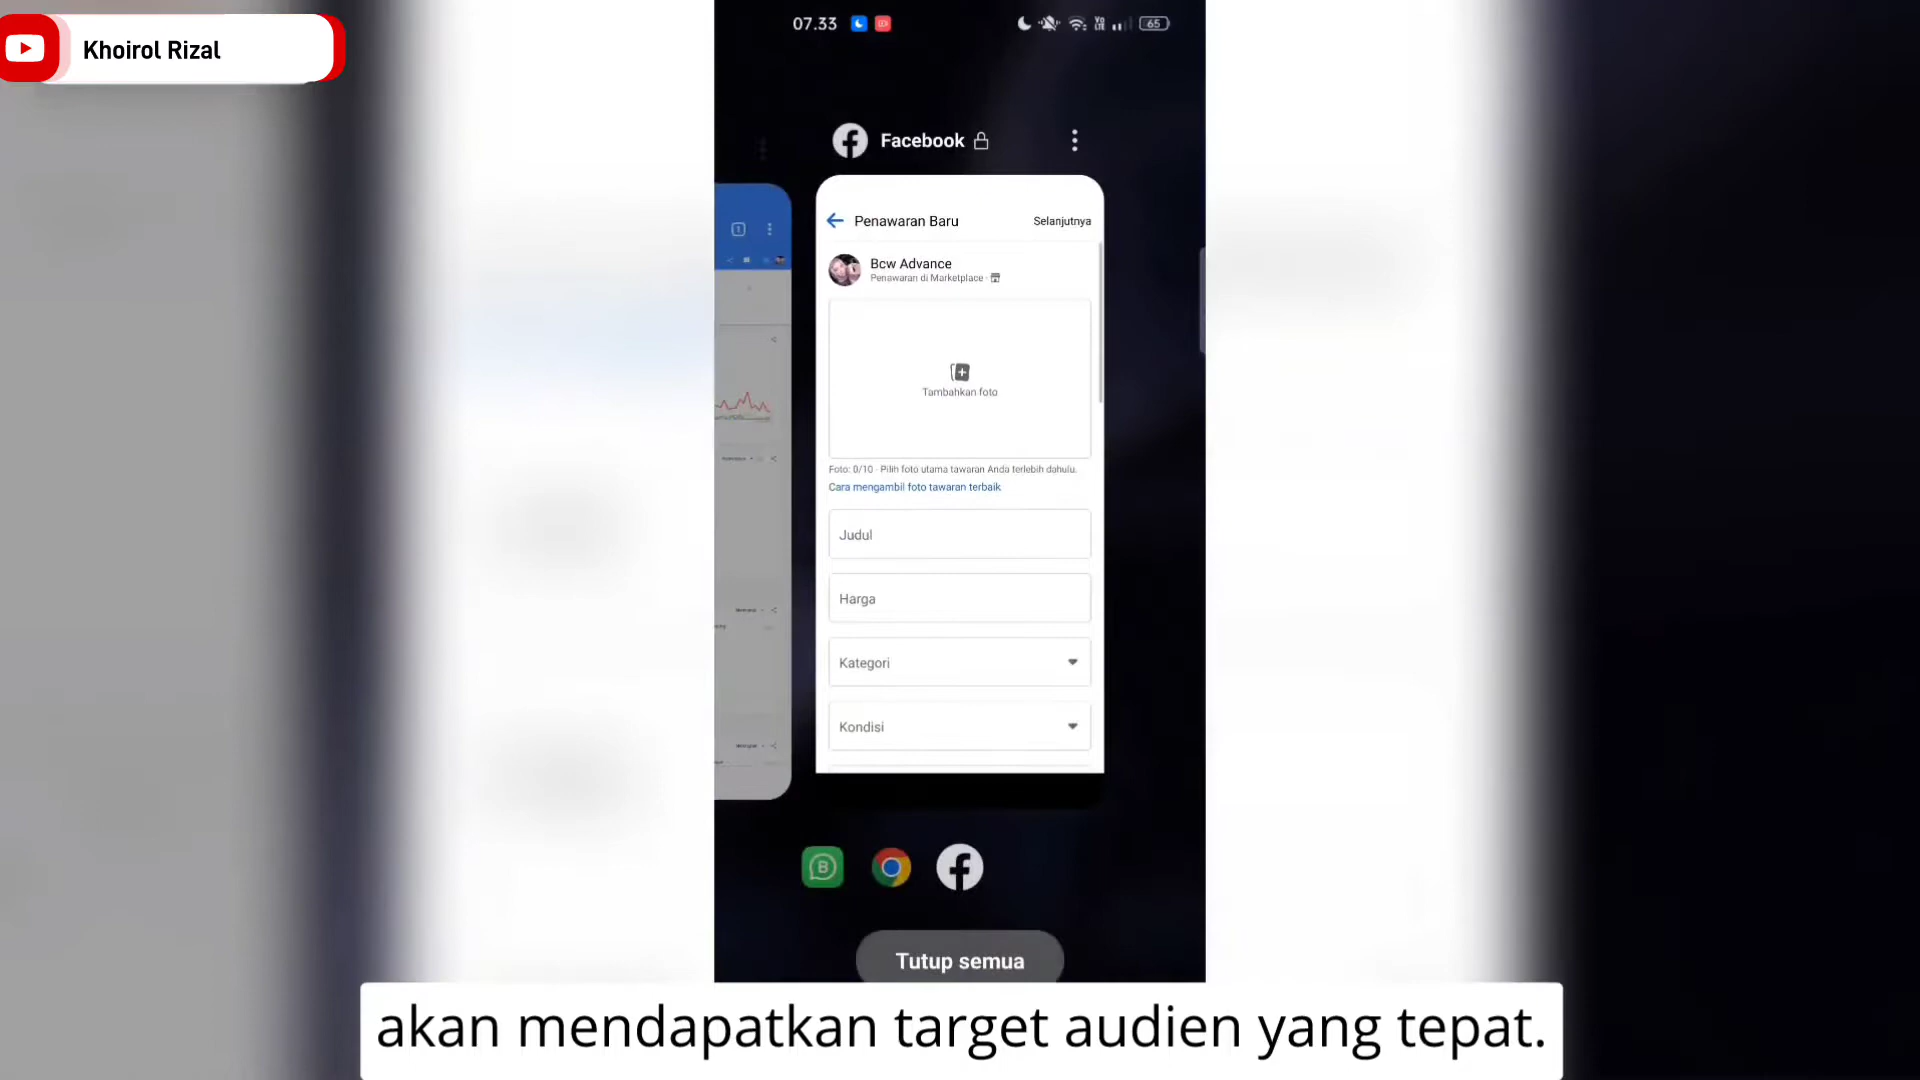 Khoirol Rizal
07.33
65
Facebook
1
Penawaran Baru
Selanjutnya
Bcw Advance
Penawaran di Marketplace ·
Tambahkan foto
Foto: 0/10 · Pilih foto utama tawaran Anda terlebih dahulu.
Cara mengambil foto tawaran terbaik
Judul
Harga
Kategori
Kondisi
Tutup semua
akan mendapatkan target audien yang tepat.